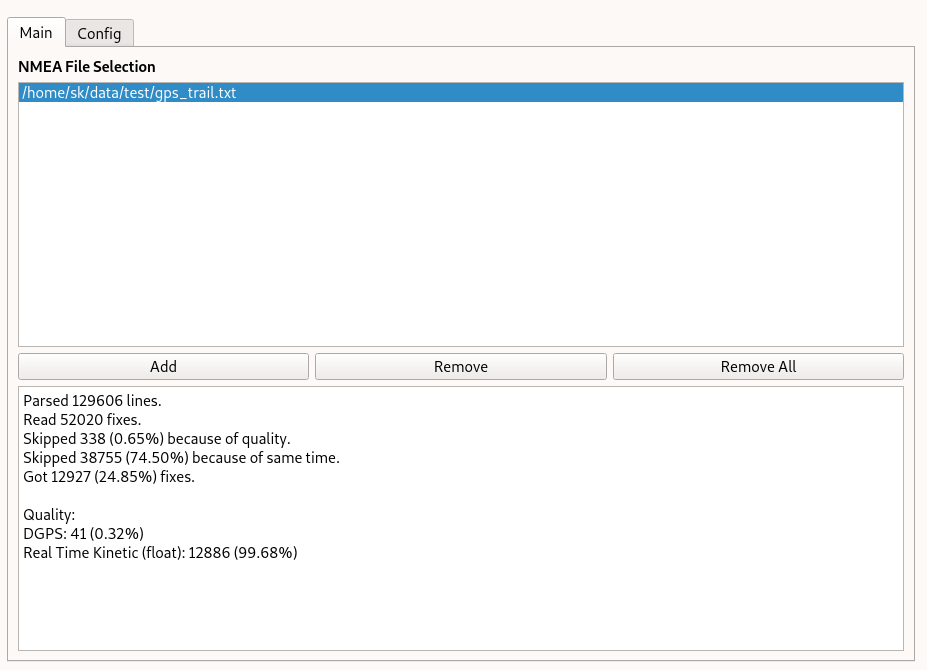 Main
Config
NMEA File Selection
/home/sk/data/test/gps_trail.txt
Add
Remove
Remove All
Parsed 129606 lines.
Read 52020 fixes.
Skipped 338 (0.65%) because of quality.
Skipped 38755 (74.50%) because of same time.
Got 12927 (24.85%) fixes.
Quality:
DGPS: 41 (0.32%)
Real Time Kinetic (float): 12886 (99.68%)